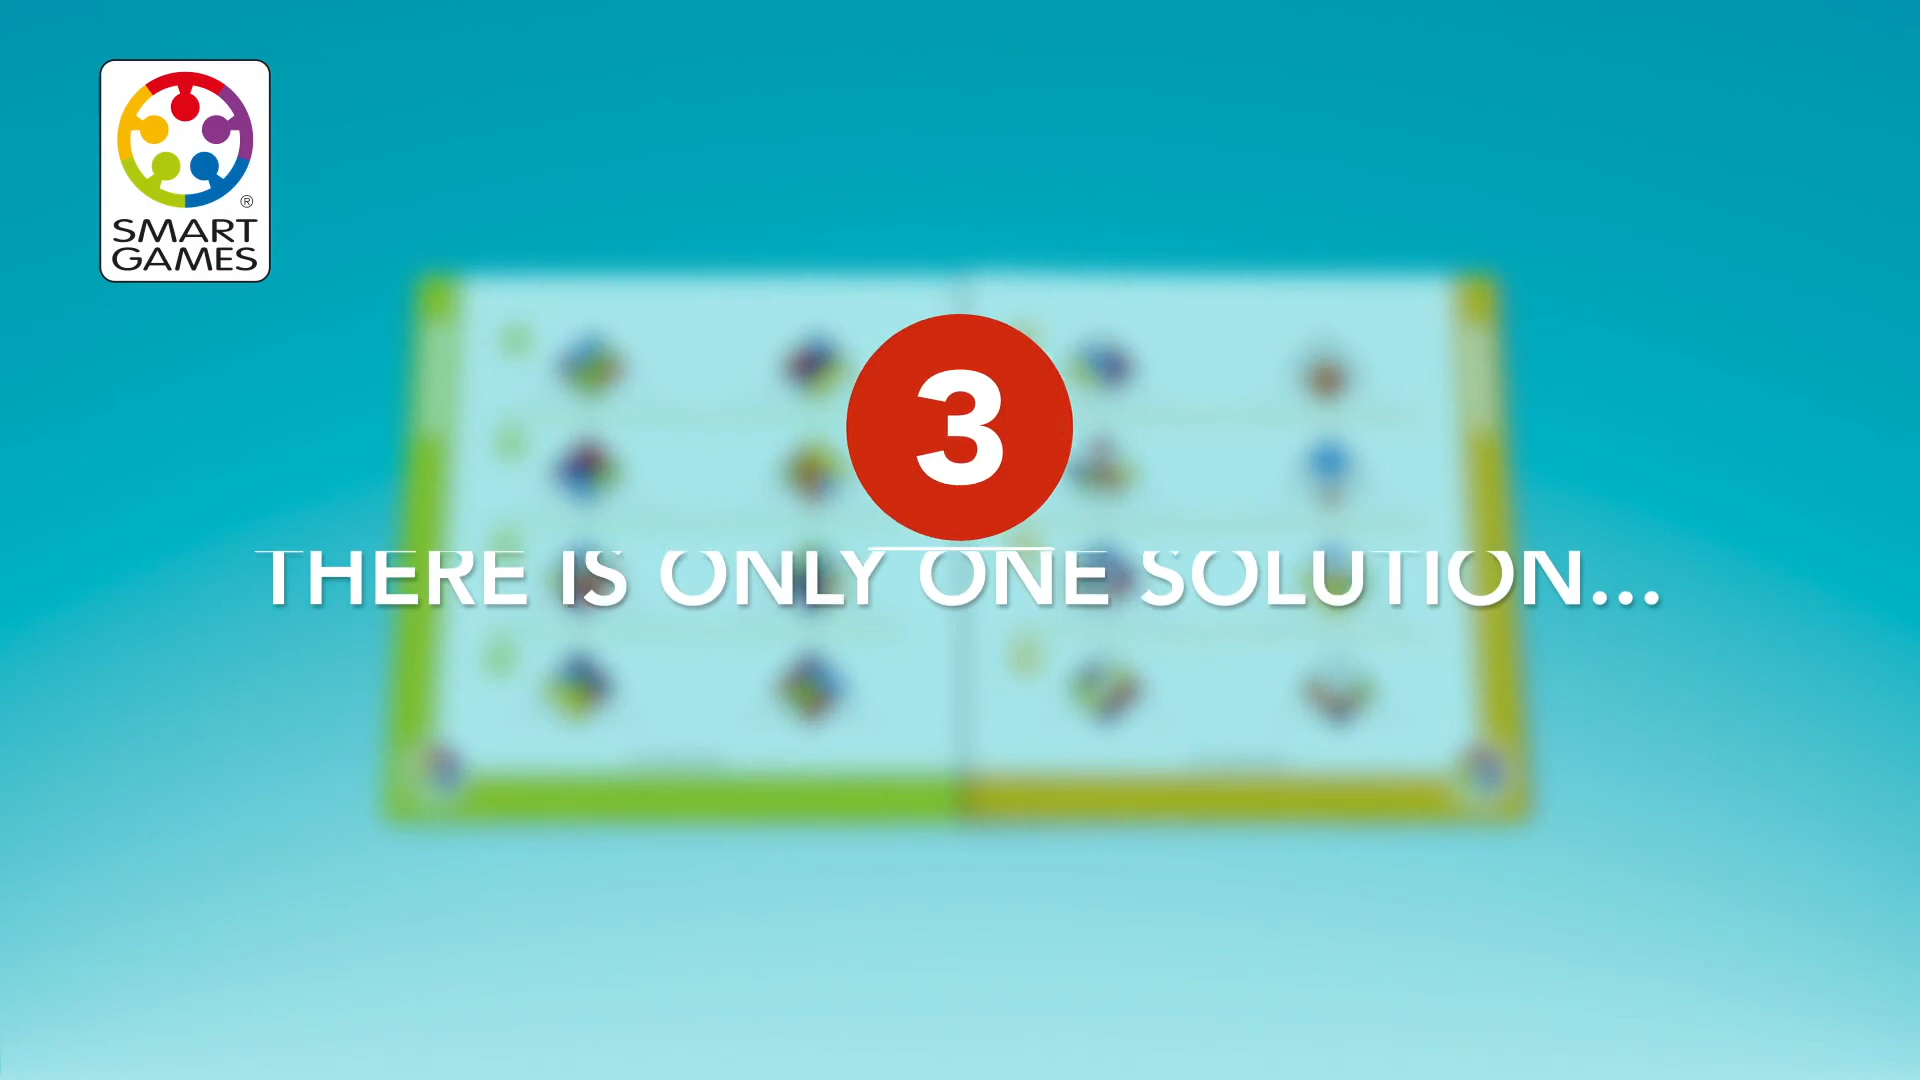 ®
SMART
GAMES
3
THERE IS ONLY ONE SOLUTION...